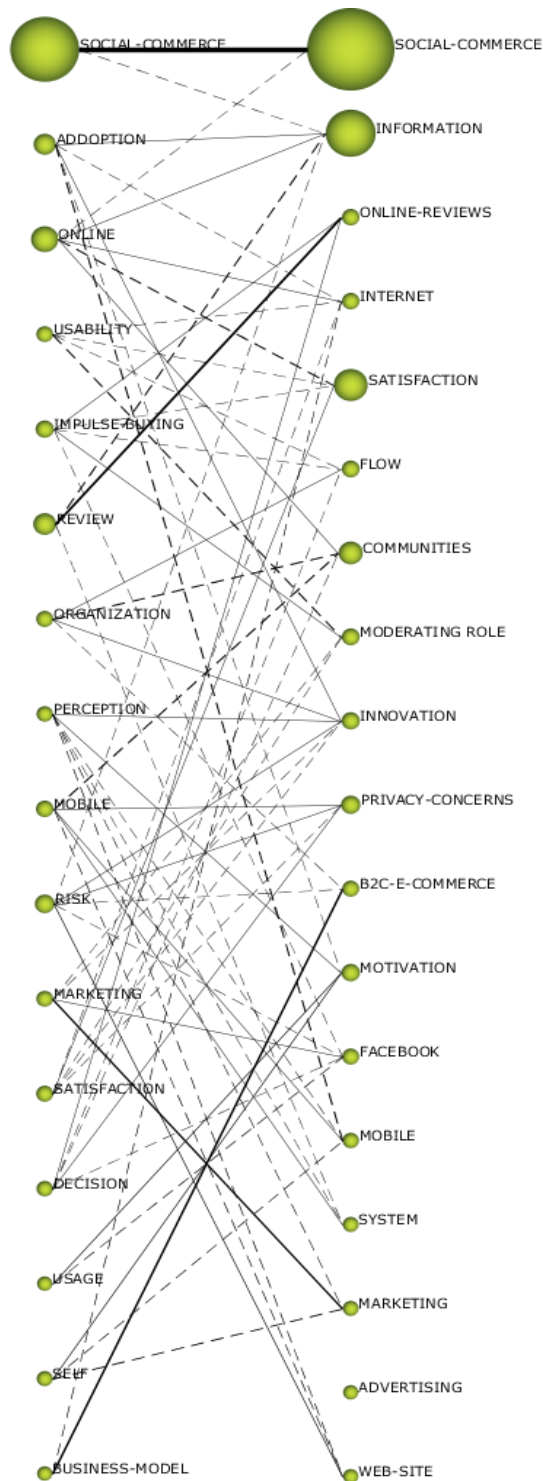 SOCIAL-COMMERCE
ADDOPTION
ONLINE
USABILITY
IMPULSE-BUYING
REVIEW
ORGANIZATION
PERCEPTION
MOBILE
RISK
MARKETING
SATISFACTION
DECISION
USAGE
SELF
BUSINESS-MODEL
SOCIAL-COMMERCE
INFORMATION
ONLINE-REVIEWS
INTERNET
SATISFACTION
FLOW
COMMUNITIES
MODERATING ROLE
INNOVATION
PRIVACY-CONCERNS
B2C-E-COMMERCE
MOTIVATION
FACEBOOK
MOBILE
SYSTEM
MARKETING
ADVERTISING
WEB-SITE